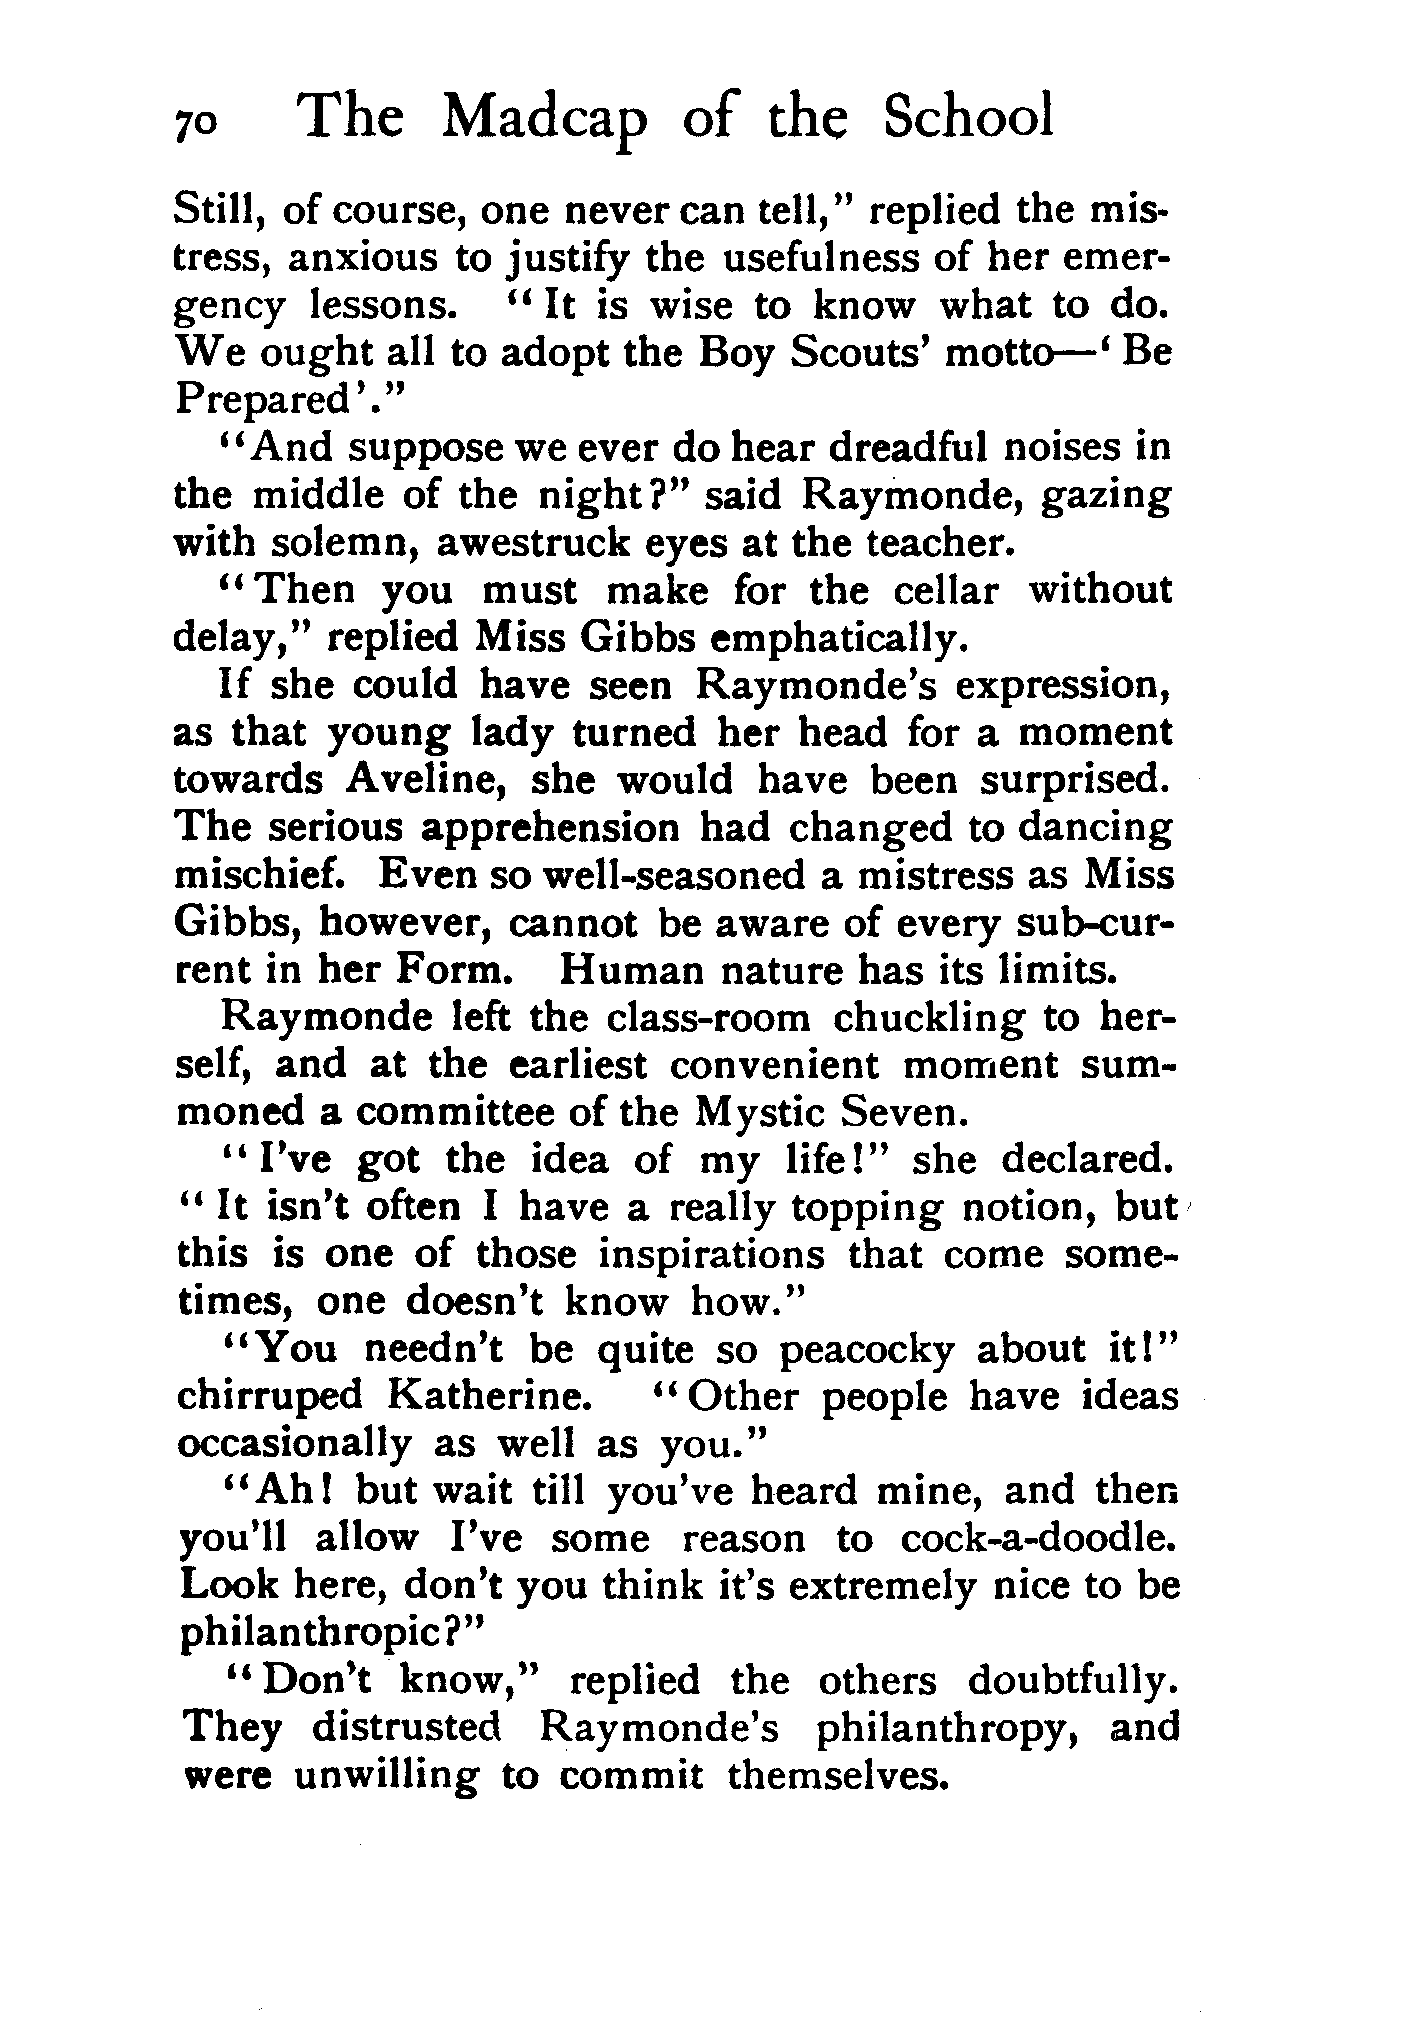 70 The Madcap of the School
Still, of course, one never can tell," replied the mis-
tress, anxious to justify the usefulness of her emer-
gency lessons. "It is wise to know what to do.
We ought all to adopt the Boy Scouts' motto—'Be
Prepared'."
"And suppose we ever do hear dreadful noises in
the middle of the night?" said Raymonde, gazing
with solemn, awestruck eyes at the teacher.
"Then you must make for the cellar without
delay," replied Miss Gibbs emphatically.
If she could have seen Raymonde's expression,
as that young lady turned her head for a moment
towards Aveline, she would have been surprised.
The serious apprehension had changed to dancing
mischief. Even so well-seasoned a mistress as Miss
Gibbs, however, cannot be aware of every sub-cur-
rent in her Form. Human nature has its limits.
Raymonde left the class-room chuckling to her-
self, and at the earliest convenient moment sum-
moned a committee of the Mystic Seven.
"I've got the idea of my life!" she declared.
"It isn't often I have a really topping notion, but
this is one of those inspirations that come some-
times, one doesn't know how."
"You needn't be quite so peacocky about it!"
chirruped Katherine. "Other people have ideas
occasionally as well as you."
"Ah! but wait till you've heard mine, and then
you'll allow I've some reason to cock-a-doodle.
Look here, don't you think it's extremely nice to be
philanthropic?"
"Don't know," replied the others doubtfully.
They distrusted Raymonde's philanthropy, and
were unwilling to commit themselves.